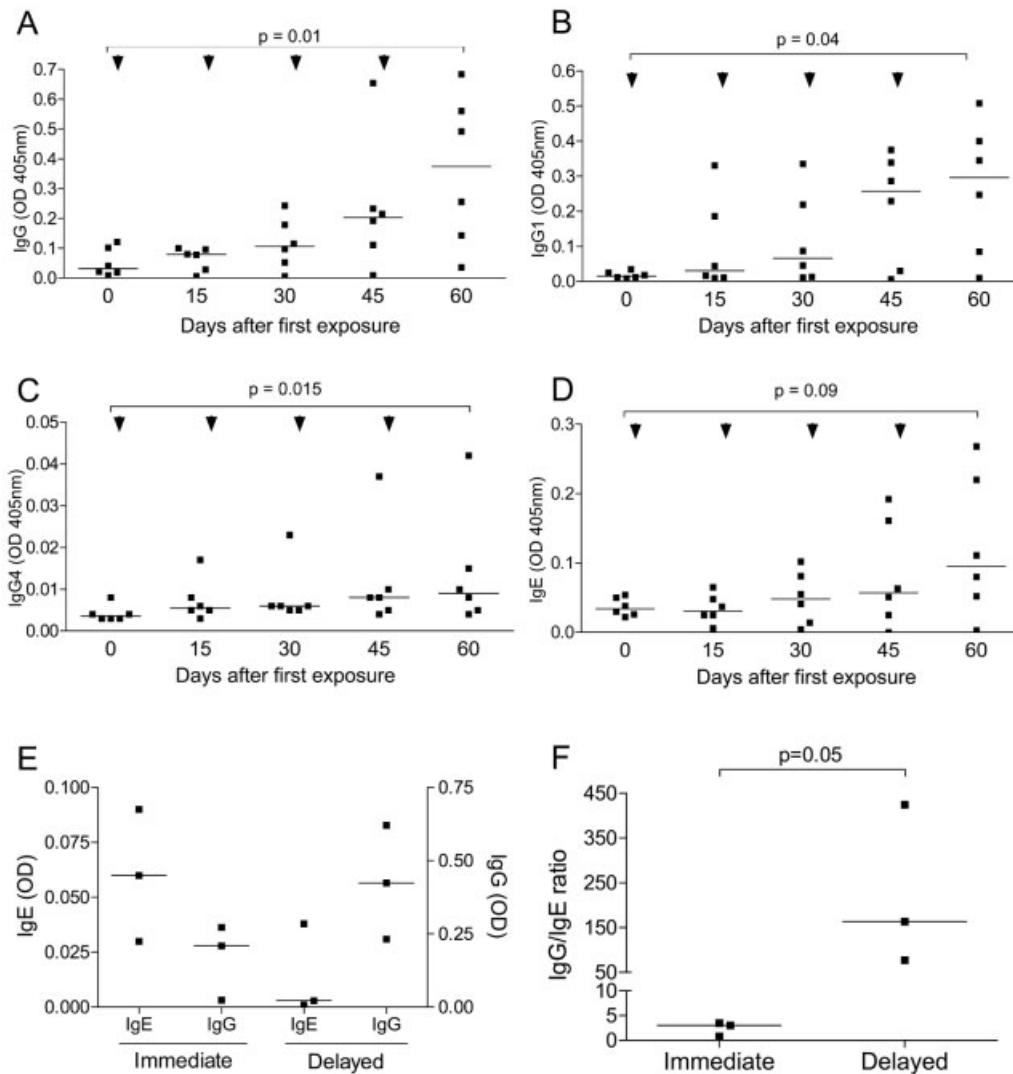 A
p = 0.01
0.7
0.6
0.5
0.4
0.3
0.2
0.1
0.0
IgG (OD 405nm)
0 15 30 45 60
Days after first exposure
B
p = 0.04
0.6
0.5
0.4
0.3
0.2
0.1
0.0
IgG1 (OD 405nm)
0 15 30 45 60
Days after first exposure
C
p = 0.015
0.05
0.04
0.03
0.02
0.01
0.00
IgG4 (OD 405nm)
0 15 30 45 60
Days after first exposure
D
p = 0.09
0.3
0.2
0.1
0.0
IgE (OD 405nm)
0 15 30 45 60
Days after first exposure
E
0.100
0.075
0.050
0.025
0.000
IgE (OD)
0.75
0.50
0.25
0.00
IgG (OD)
IgE IgG IgE IgG
Immediate Delayed
F
p=0.05
450
350
250
150
50
10
5
0
IgG/IgE ratio
Immediate Delayed